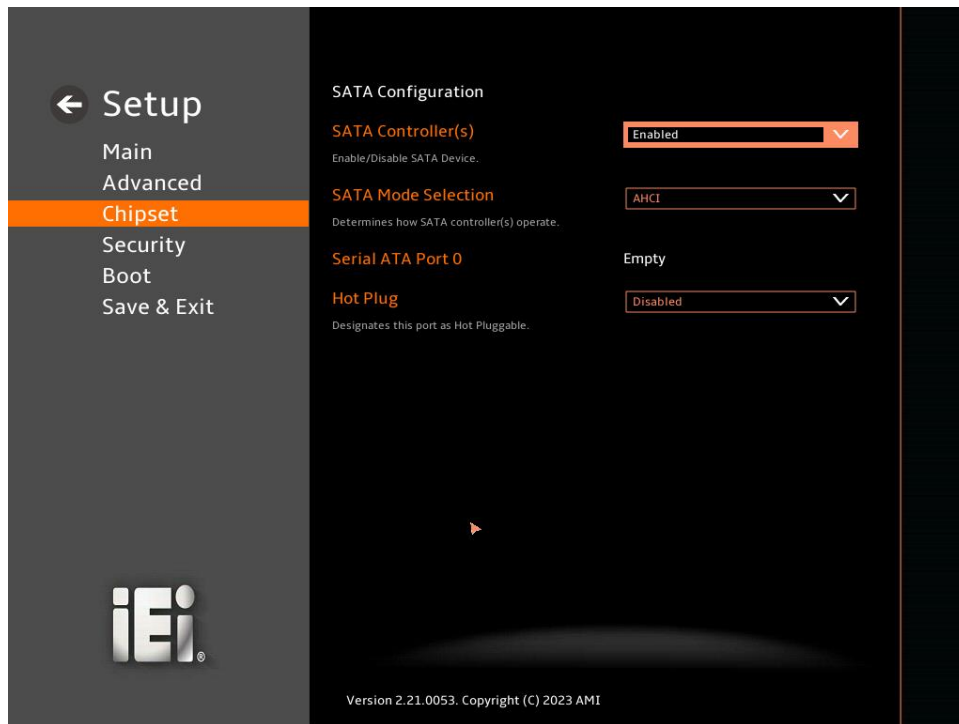 Setup
Main
Advanced
Chipset
Security
Boot
Save & Exit
SATA Configuration
SATA Controller(s)
Enabled
Enable/Disable SATA Device.
SATA Mode Selection
AHCI
Determines how SATA controller(s) operate.
Serial ATA Port 0
Empty
Hot Plug
Disabled
Designates this port as Hot Pluggable.
iEi®
Version 2.21.0053. Copyright (C) 2023 AMI